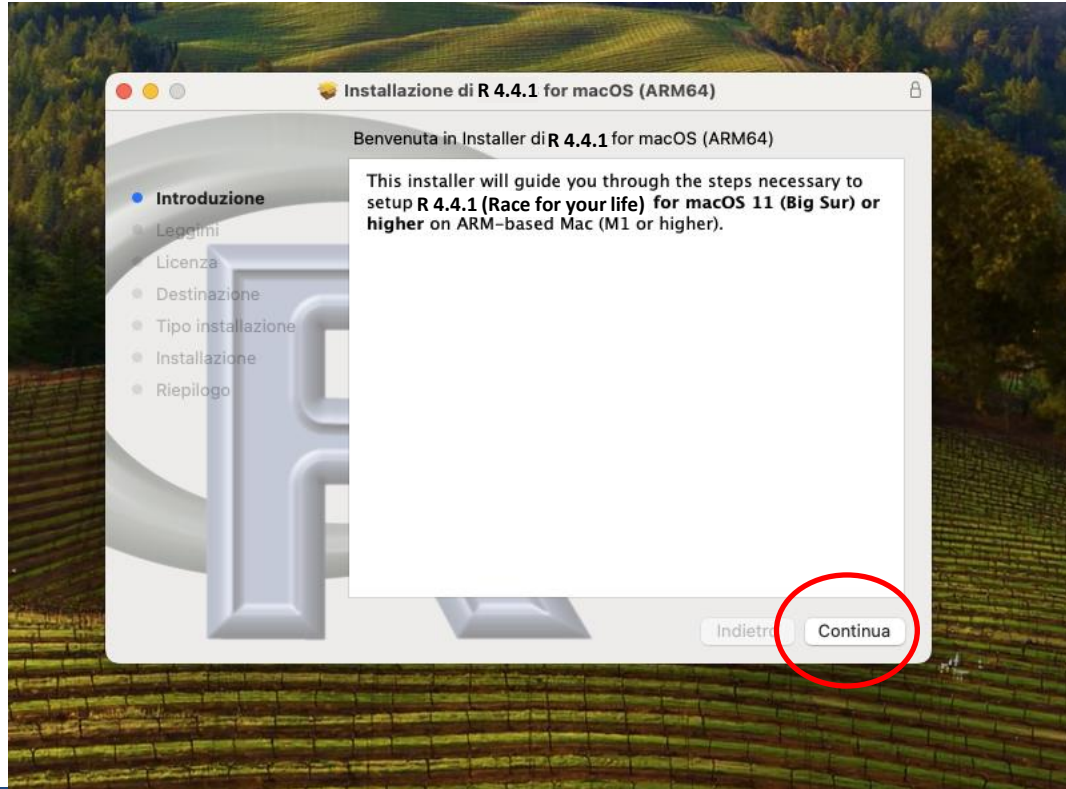 Installazione di R 4.4.1 for macOS (ARM64)
Benvenuta in Installer di R 4.4.1 for macOS (ARM64)
Introduzione
Leggimi
Licenza
Destinazione
Tipo installazione
Installazione
Riepilogo
This installer will guide you through the steps necessary to
setup R 4.4.1 (Race for your life) for macOS 11 (Big Sur) or
higher on ARM-based Mac (M1 or higher).
R
Indietro
Continua